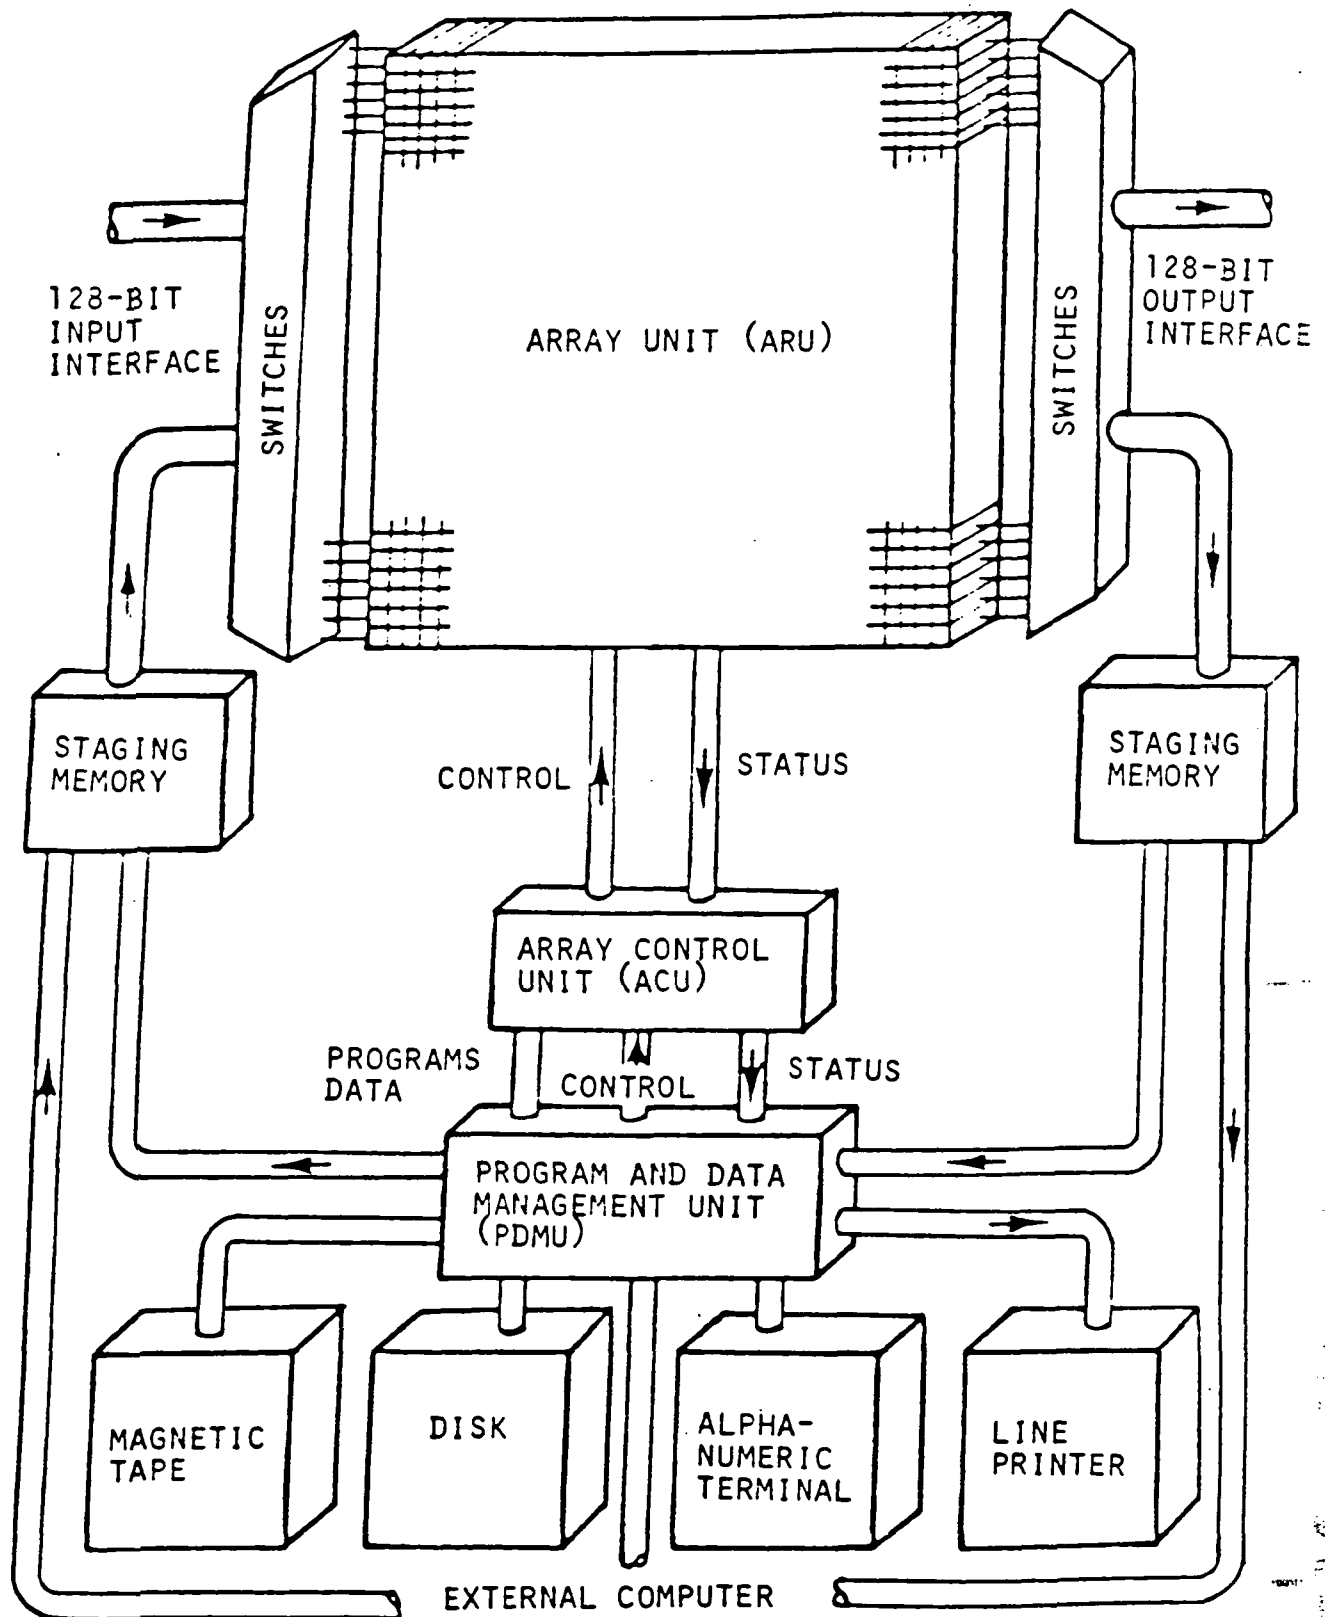 128-BIT
INPUT
INTERFACE
SWITCHES
ARRAY UNIT (ARU)
SWITCHES
128-BIT
OUTPUT
INTERFACE
STAGING
MEMORY
CONTROL
STATUS
STAGING
MEMORY
ARRAY CONTROL
UNIT (ACU)
PROGRAMS
DATA
CONTROL
STATUS
PROGRAM AND DATA
MANAGEMENT UNIT
(PDMU)
MAGNETIC
TAPE
DISK
ALPHA-
NUMERIC
TERMINAL
LINE
PRINTER
EXTERNAL COMPUTER